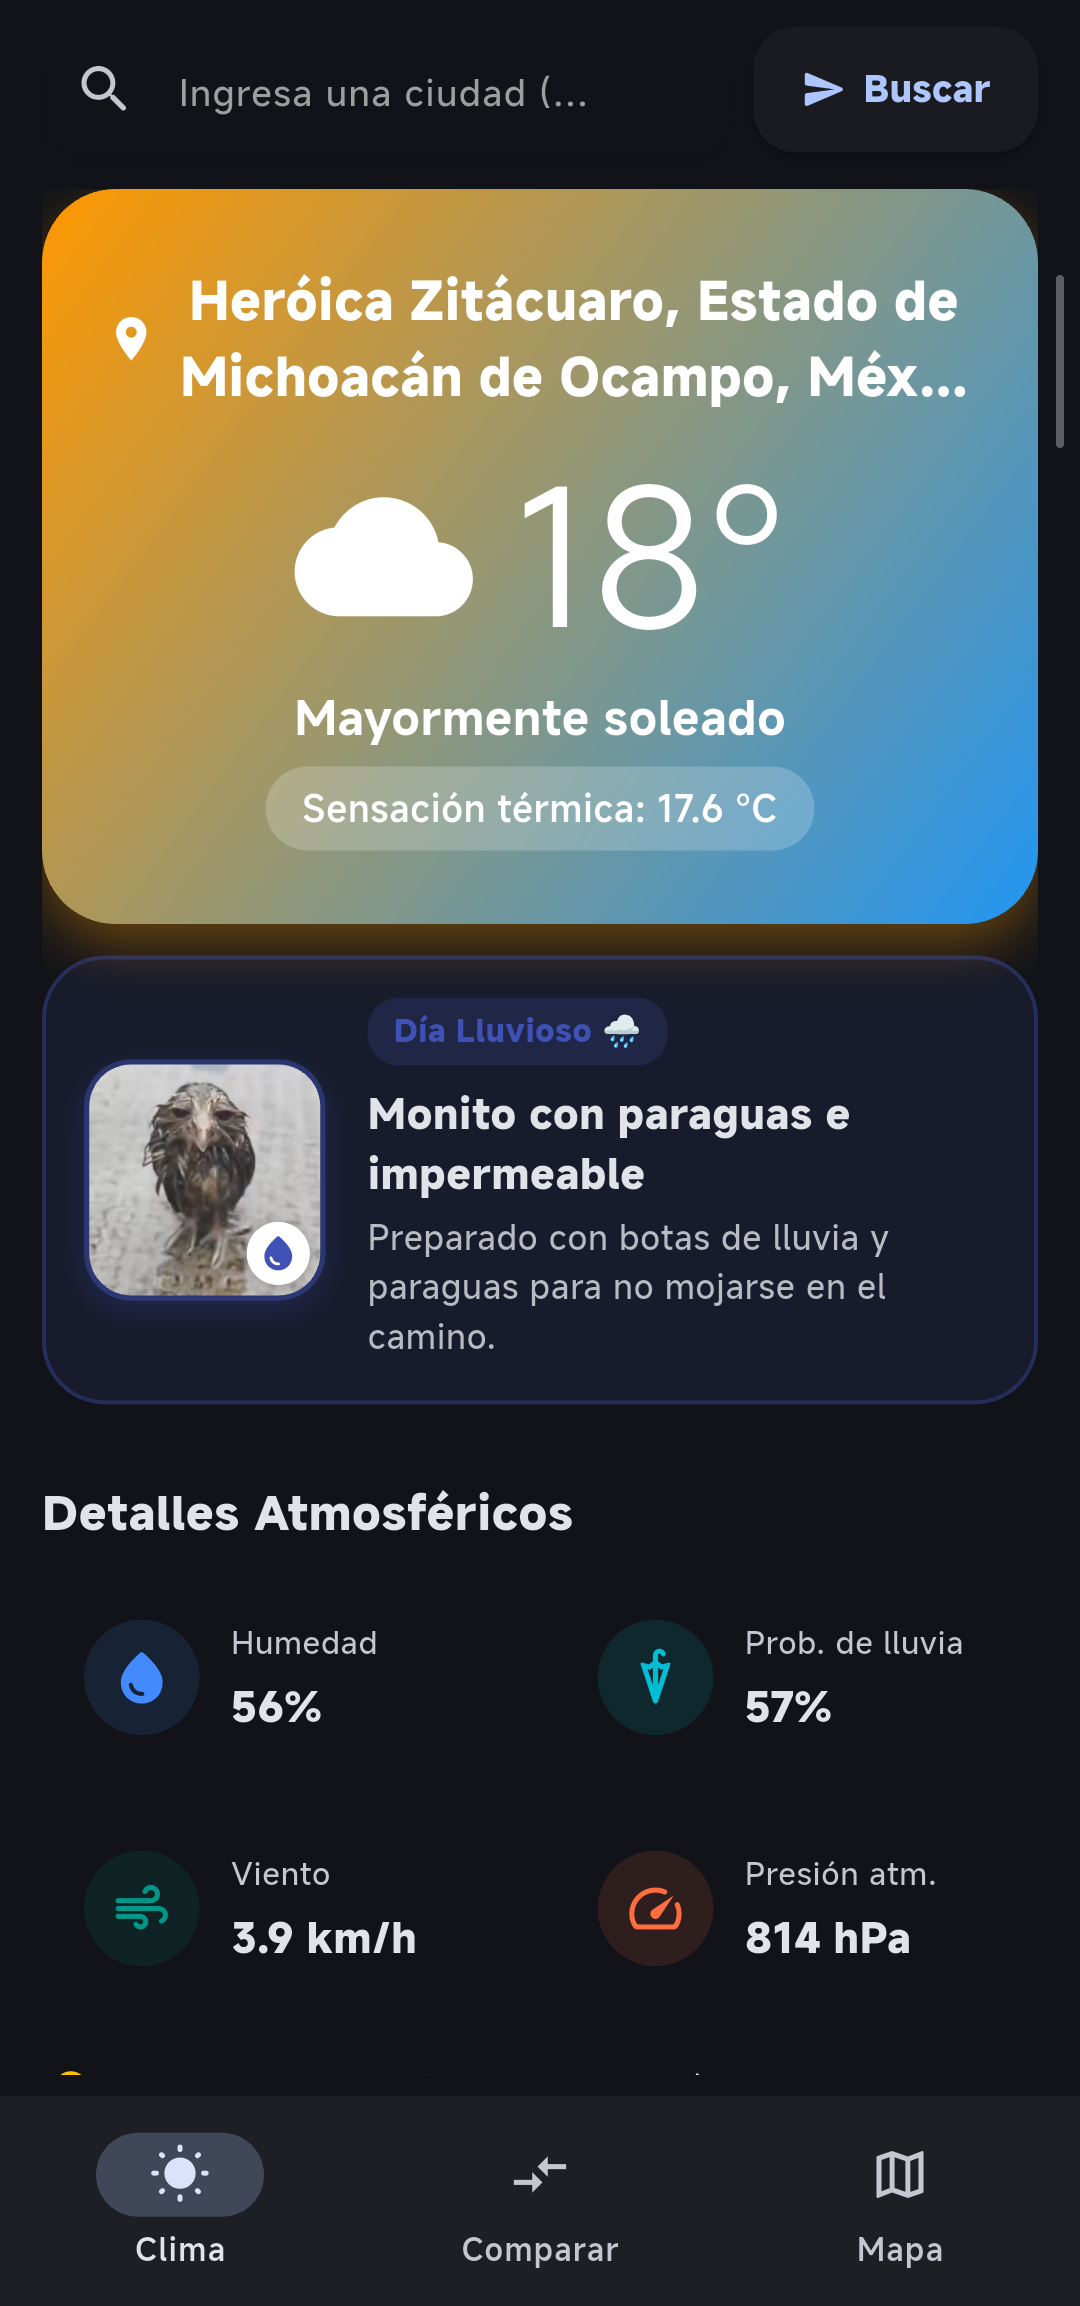 Ingresa una ciudad (...
Buscar
Heróica Zitácuaro, Estado de
Michoacán de Ocampo, Méx...
18°
Mayormente soleado
Sensación térmica: 17.6 °C
Día Lluvioso 🌧️
Monito con paraguas e
impermeable
Preparado con botas de lluvia y
paraguas para no mojarse en el
camino.
Detalles Atmosféricos
Humedad
56%
Prob. de lluvia
57%
Viento
3.9 km/h
Presión atm.
814 hPa
Clima
Comparar
Mapa